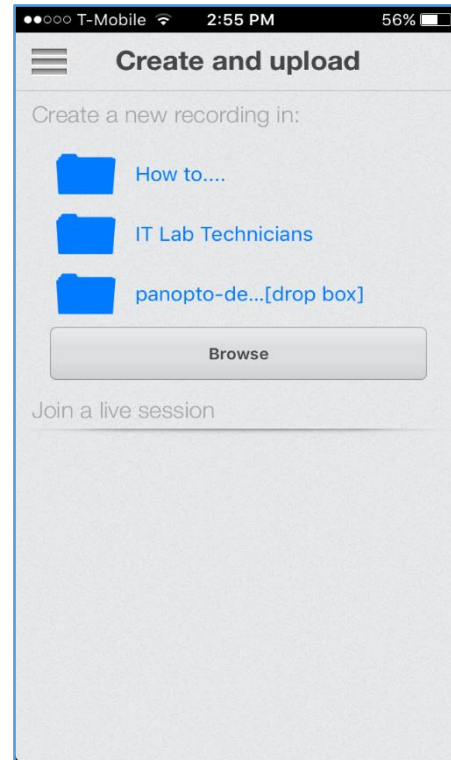 ●●○○○ T-Mobile 2:55 PM 56%
Create and upload
Create a new recording in:
How to....
IT Lab Technicians
panopto-de...[drop box]
Browse
Join a live session